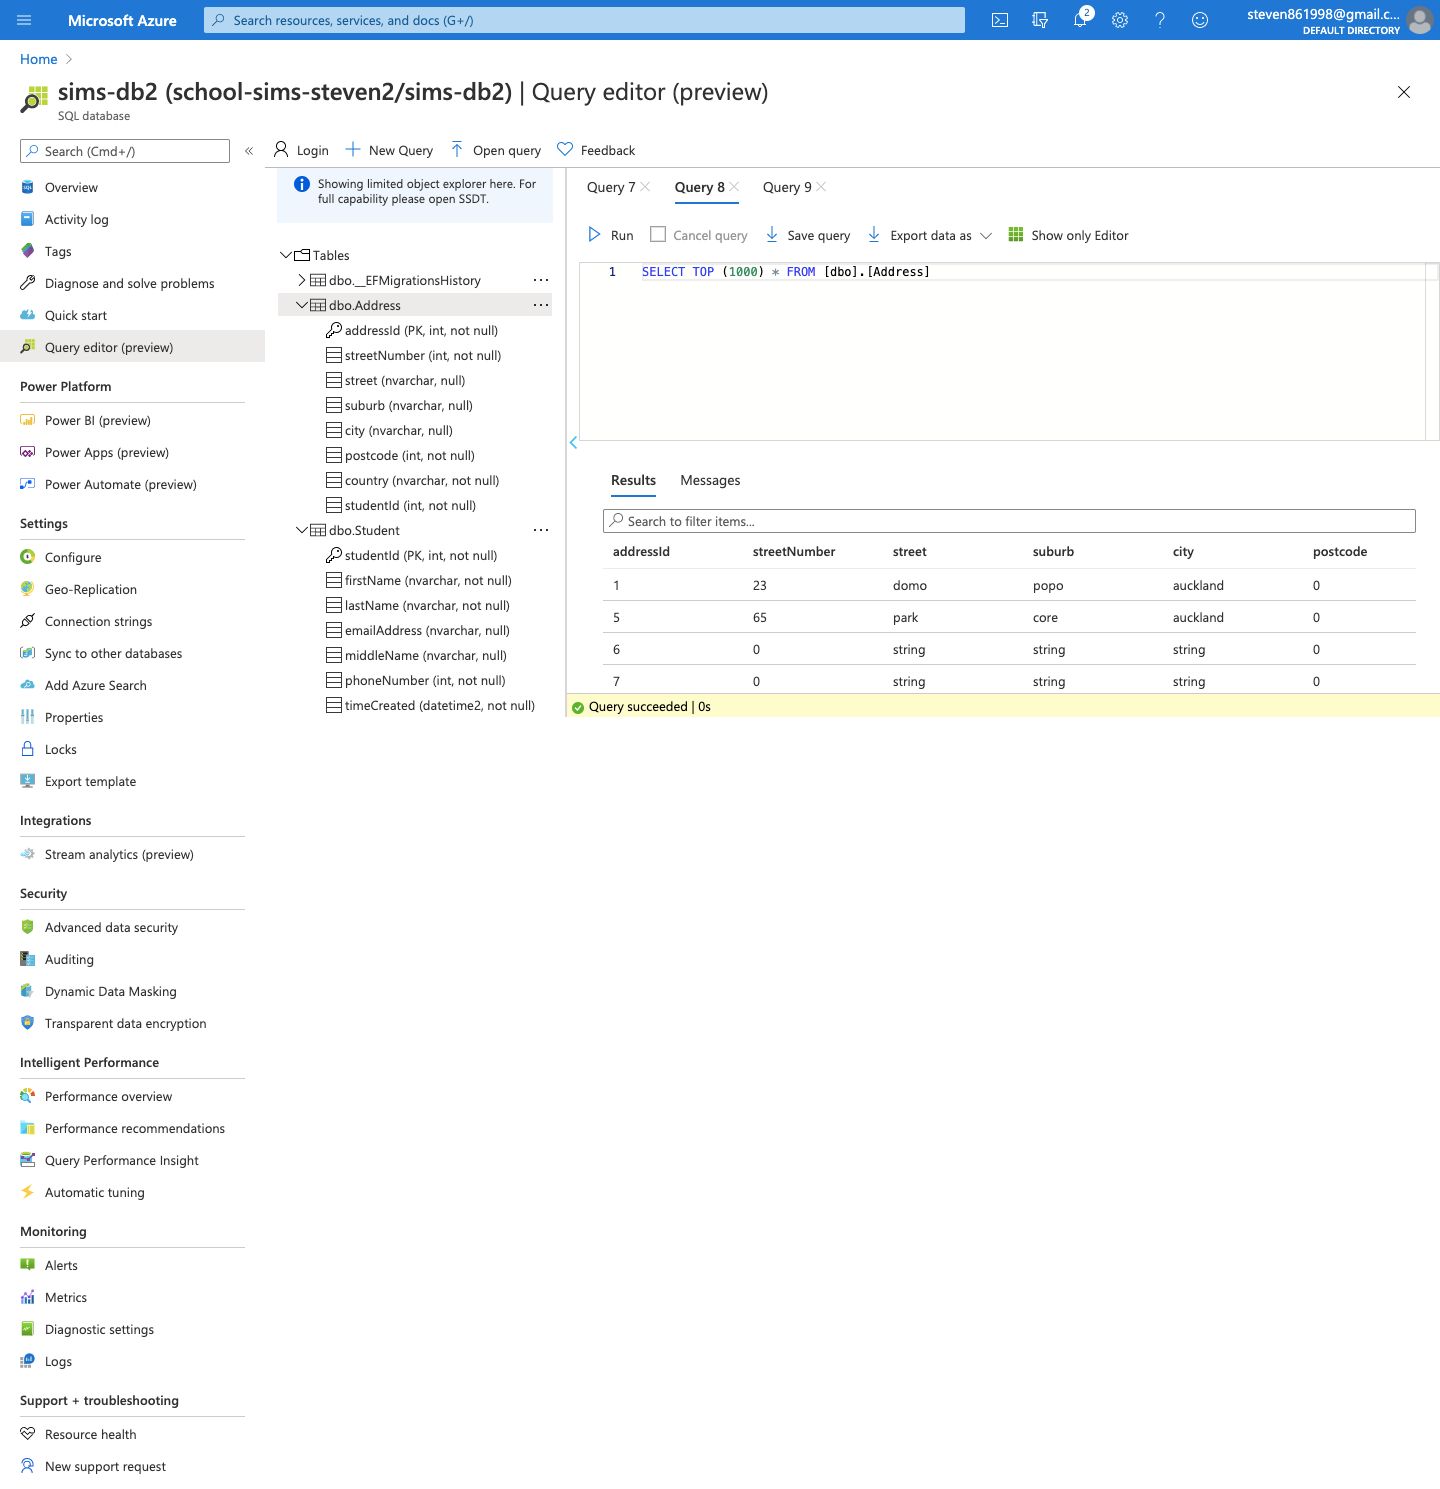 Microsoft Azure
Search resources, services, and docs (G+/)
2
steven861998@gmail.c...
DEFAULT DIRECTORY
Home
sims-db2 (school-sims-steven2/sims-db2) | Query editor (preview)
SQL database
Search (Cmd+/)
«
Overview
Activity log
Tags
Diagnose and solve problems
Quick start
Query editor (preview)
Power Platform
Power BI (preview)
Power Apps (preview)
Power Automate (preview)
Settings
Configure
Geo-Replication
Connection strings
Sync to other databases
Add Azure Search
Properties
Locks
Export template
Integrations
Stream analytics (preview)
Security
Advanced data security
Auditing
Dynamic Data Masking
Transparent data encryption
Intelligent Performance
Performance overview
Performance recommendations
Query Performance Insight
Automatic tuning
Monitoring
Alerts
Metrics
Diagnostic settings
Logs
Support + troubleshooting
Resource health
New support request
Login New Query Open query Feedback
Showing limited object explorer here. For
full capability please open SSDT.
Tables
dbo.__EFMigrationsHistory ...
dbo.Address ...
addressId (PK, int, not null)
streetNumber (int, not null)
street (nvarchar, null)
suburb (nvarchar, null)
city (nvarchar, null)
postcode (int, not null)
country (nvarchar, not null)
studentId (int, not null)
dbo.Student ...
studentId (PK, int, not null)
firstName (nvarchar, not null)
lastName (nvarchar, not null)
emailAddress (nvarchar, null)
middleName (nvarchar, null)
phoneNumber (int, not null)
timeCreated (datetime2, not null)
Query 7 Query 8 Query 9
Run Cancel query Save query Export data as Show only Editor
1 SELECT TOP (1000) * FROM [dbo].[Address]
Results Messages
Search to filter items...
addressId streetNumber street suburb city postcode
1 23 domo popo auckland 0
5 65 park core auckland 0
6 0 string string string 0
7 0 string string string 0
Query succeeded | 0s